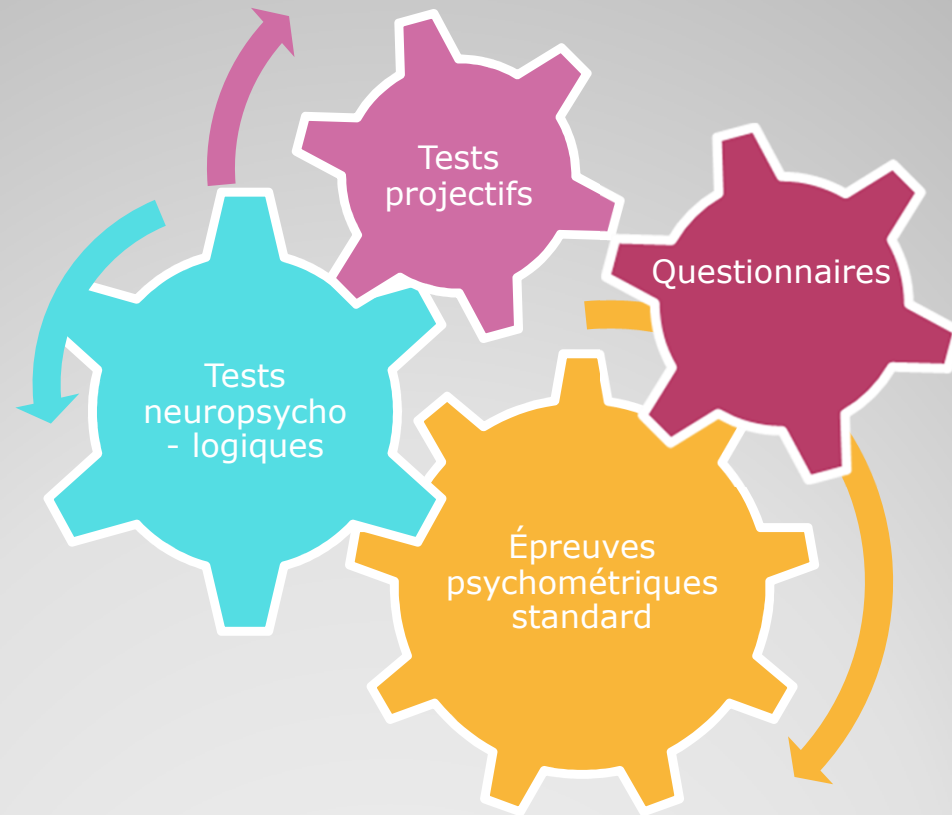 Tests
projectifs
Questionnaires
Tests
neuropsycho
- logiques
Épreuves
psychométriques
standard